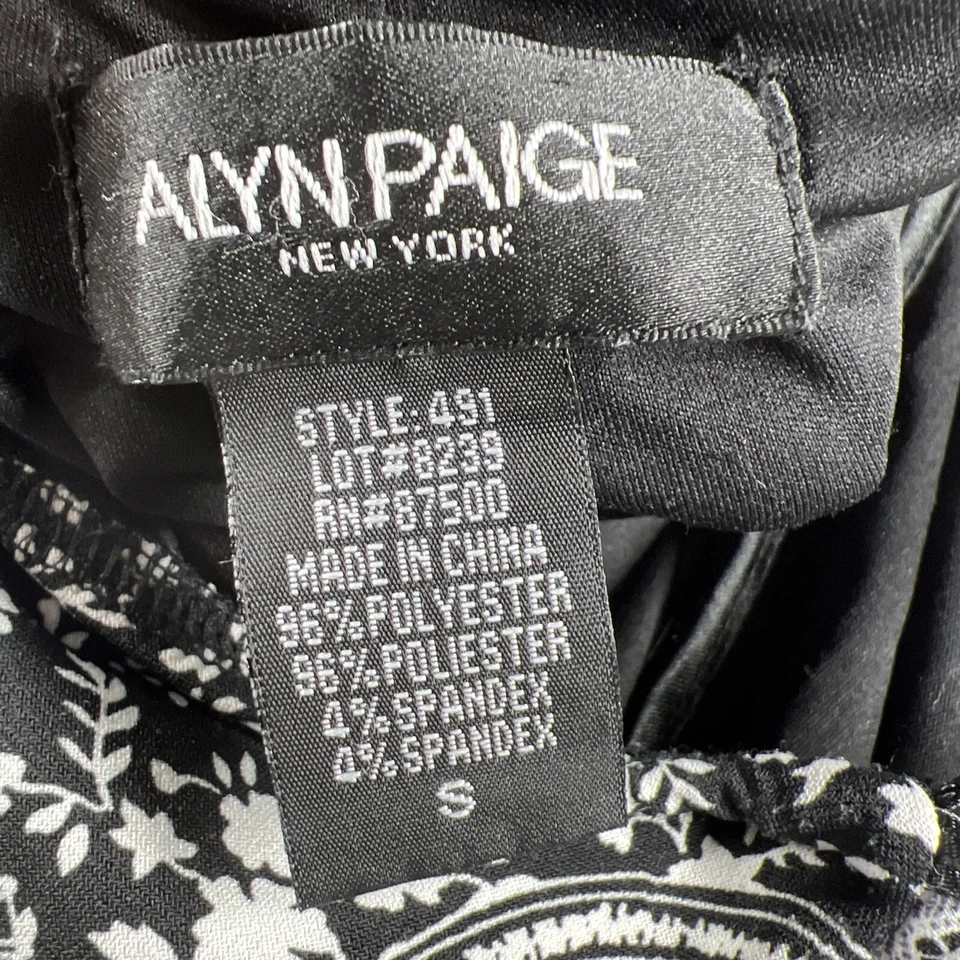 ALYN PAIGE
NEW YORK
STYLE: 491
LOT#8239
RN#67500
MADE IN CHINA
96%POLYESTER
96%POLIESTER
4%SPANDEX
4%SPANDEX
S